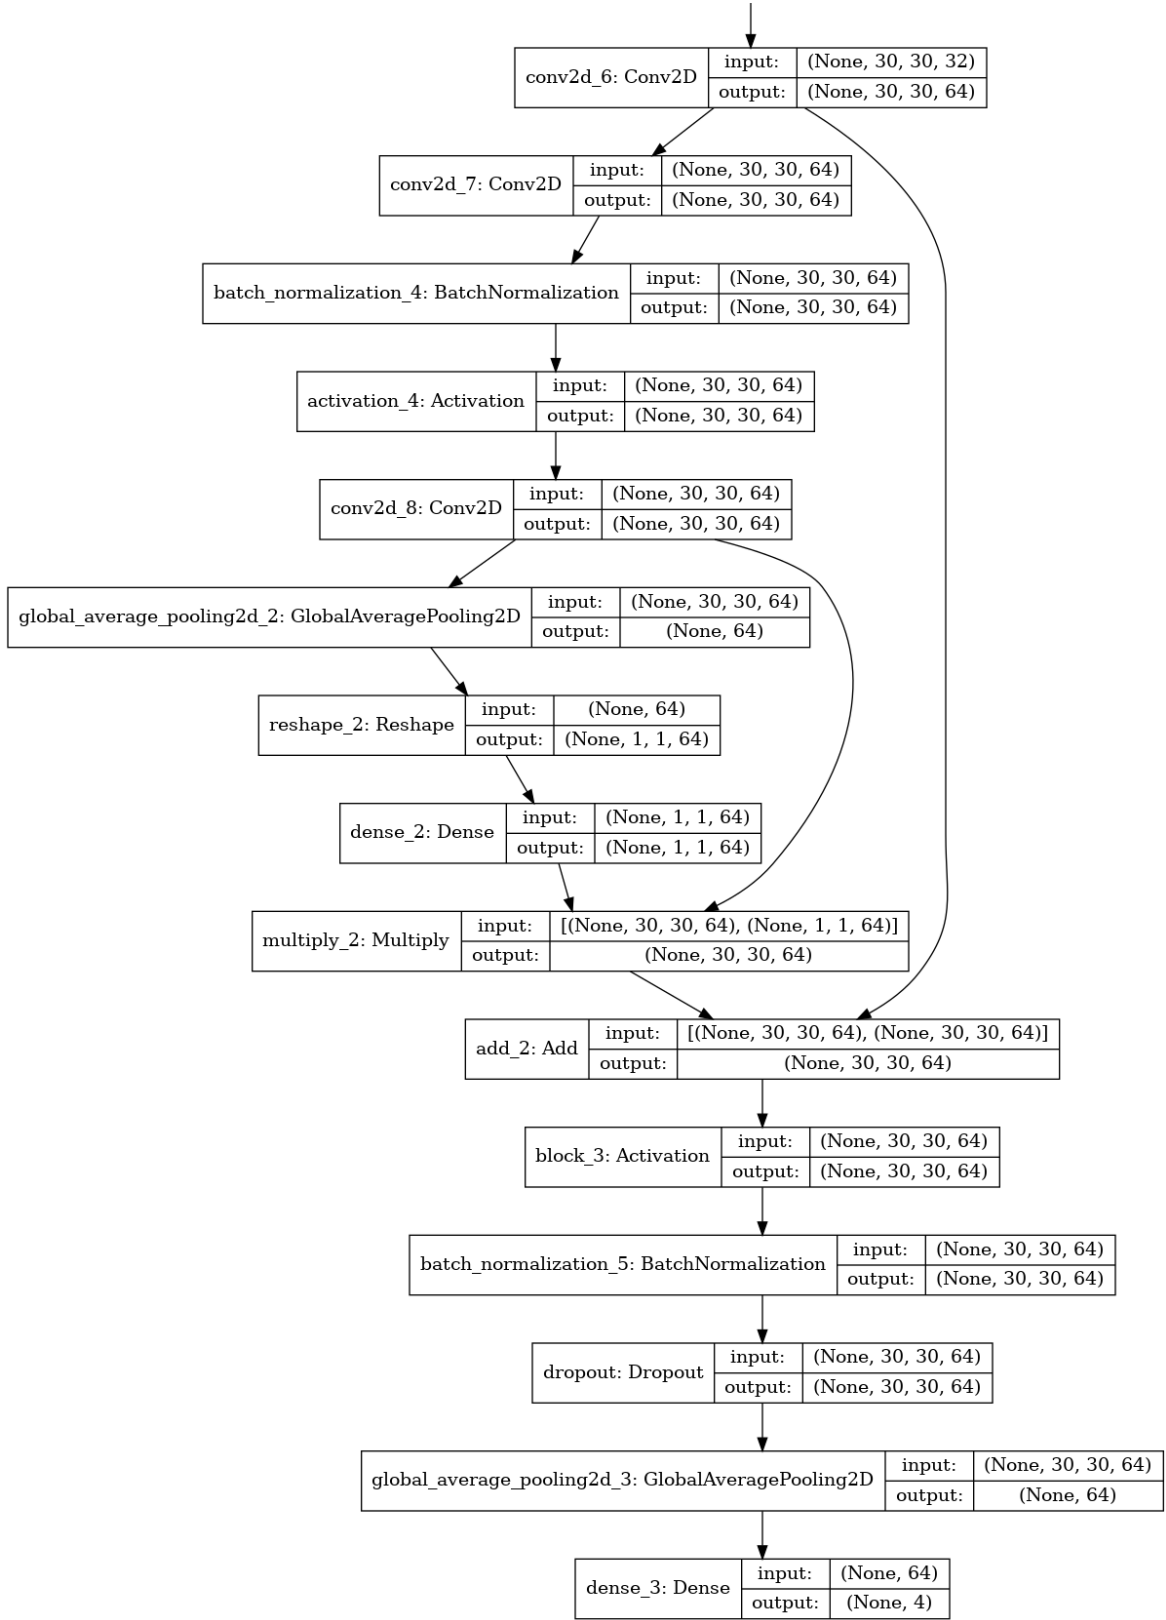 conv2d_6: Conv2D
input: (None, 30, 30, 32)
output: (None, 30, 30, 64)
conv2d_7: Conv2D
input: (None, 30, 30, 64)
output: (None, 30, 30, 64)
batch_normalization_4: BatchNormalization
input: (None, 30, 30, 64)
output: (None, 30, 30, 64)
activation_4: Activation
input: (None, 30, 30, 64)
output: (None, 30, 30, 64)
conv2d_8: Conv2D
input: (None, 30, 30, 64)
output: (None, 30, 30, 64)
global_average_pooling2d_2: GlobalAveragePooling2D
input: (None, 30, 30, 64)
output: (None, 64)
reshape_2: Reshape
input: (None, 64)
output: (None, 1, 1, 64)
dense_2: Dense
input: (None, 1, 1, 64)
output: (None, 1, 1, 64)
multiply_2: Multiply
input: [(None, 30, 30, 64), (None, 1, 1, 64)]
output: (None, 30, 30, 64)
add_2: Add
input: [(None, 30, 30, 64), (None, 30, 30, 64)]
output: (None, 30, 30, 64)
block_3: Activation
input: (None, 30, 30, 64)
output: (None, 30, 30, 64)
batch_normalization_5: BatchNormalization
input: (None, 30, 30, 64)
output: (None, 30, 30, 64)
dropout: Dropout
input: (None, 30, 30, 64)
output: (None, 30, 30, 64)
global_average_pooling2d_3: GlobalAveragePooling2D
input: (None, 30, 30, 64)
output: (None, 64)
dense_3: Dense
input: (None, 64)
output: (None, 4)